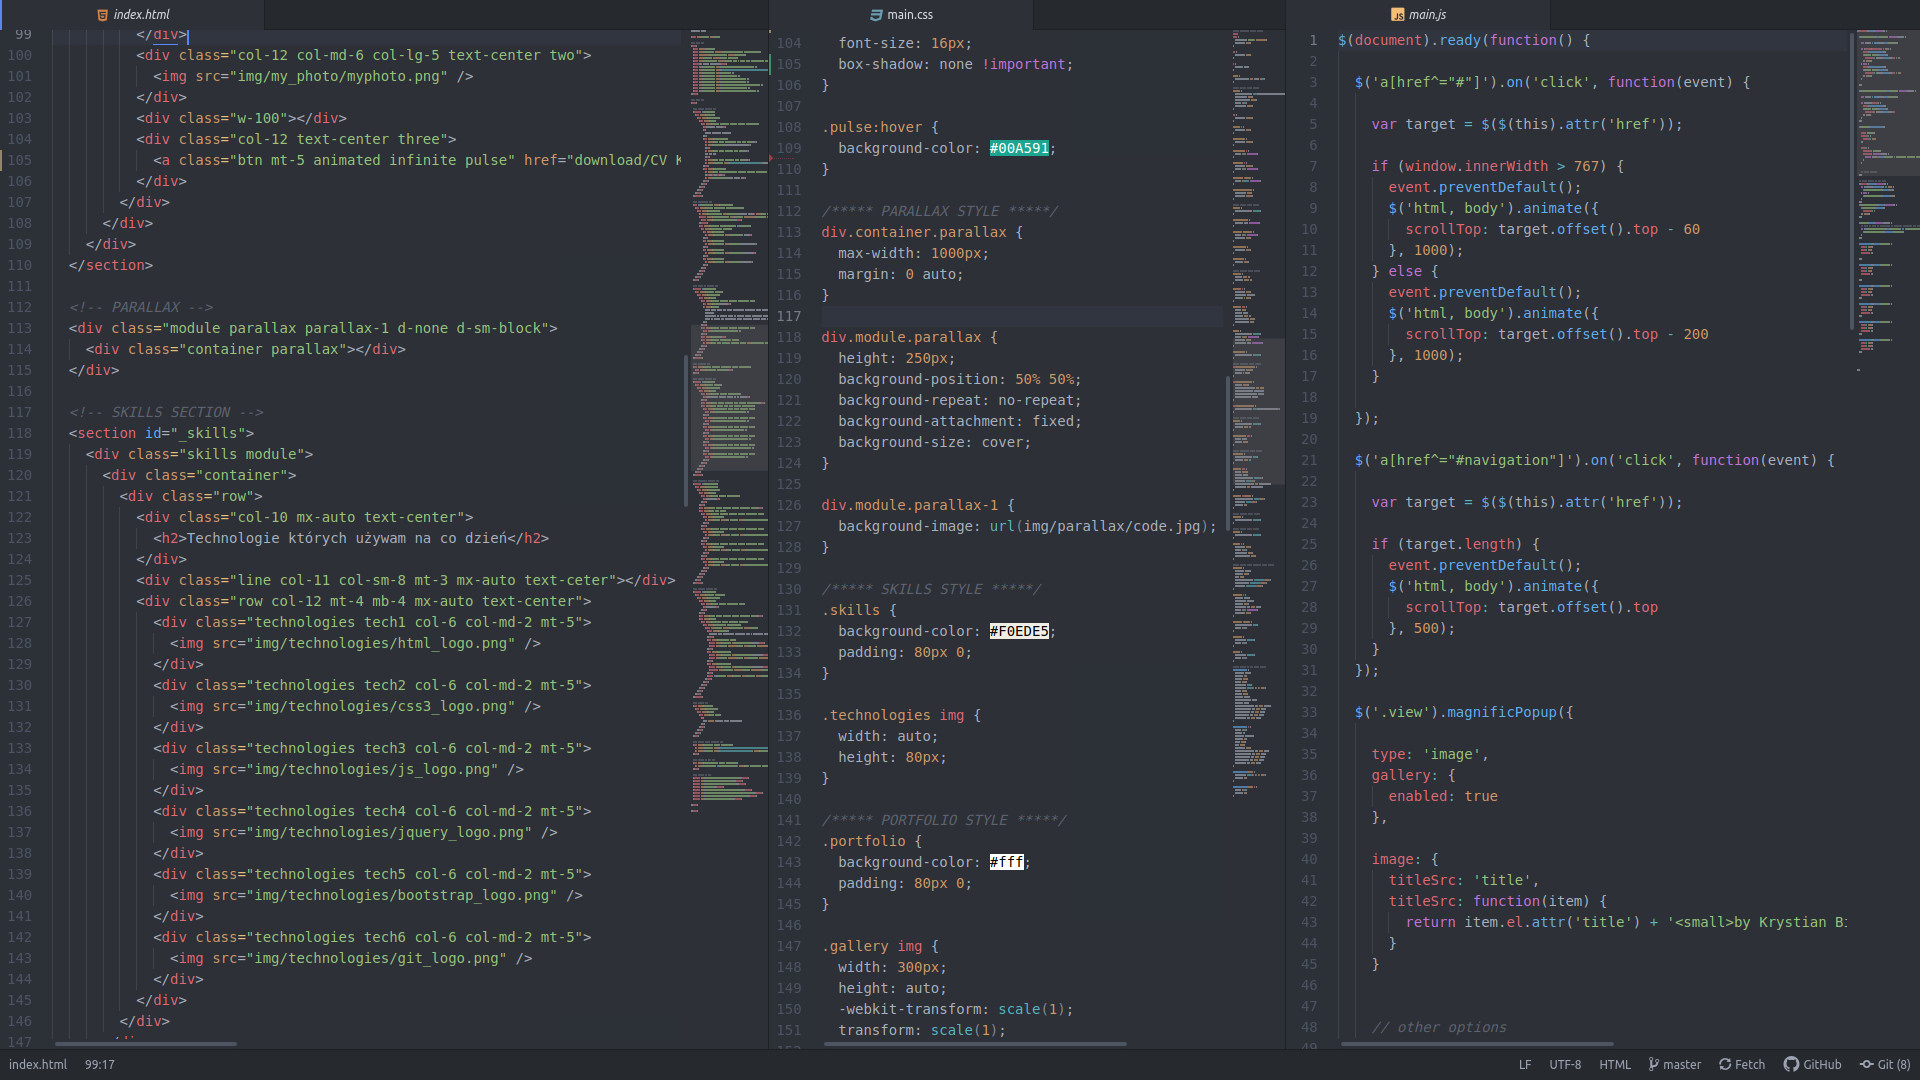 index.html
99 </div>
100 <div class="col-12 col-md-6 col-lg-5 text-center two">
101 <img src="img/my_photo/myphoto.png" />
102 </div>
103 <div class="w-100"></div>
104 <div class="col-12 text-center three">
105 <a class="btn mt-5 animated infinite pulse" href="download/CV K
106 </div>
107 </div>
108 </div>
109 </div>
110 </section>
111
112 <!-- PARALLAX -->
113 <div class="module parallax parallax-1 d-none d-sm-block">
114 <div class="container parallax"></div>
115 </div>
116
117 <!-- SKILLS SECTION -->
118 <section id="_skills">
119 <div class="skills module">
120 <div class="container">
121 <div class="row">
122 <div class="col-10 mx-auto text-center">
123 <h2>Technologie których używam na co dzień</h2>
124 </div>
125 <div class="line col-11 col-sm-8 mt-3 mx-auto text-ceter"></div>
126 <div class="row col-12 mt-4 mb-4 mx-auto text-center">
127 <div class="technologies tech1 col-6 col-md-2 mt-5">
128 <img src="img/technologies/html_logo.png" />
129 </div>
130 <div class="technologies tech2 col-6 col-md-2 mt-5">
131 <img src="img/technologies/css3_logo.png" />
132 </div>
133 <div class="technologies tech3 col-6 col-md-2 mt-5">
134 <img src="img/technologies/js_logo.png" />
135 </div>
136 <div class="technologies tech4 col-6 col-md-2 mt-5">
137 <img src="img/technologies/jquery_logo.png" />
138 </div>
139 <div class="technologies tech5 col-6 col-md-2 mt-5">
140 <img src="img/technologies/bootstrap_logo.png" />
141 </div>
142 <div class="technologies tech6 col-6 col-md-2 mt-5">
143 <img src="img/technologies/git_logo.png" />
144 </div>
145 </div>
146 </div>
147
main.css
104 font-size: 16px;
105 box-shadow: none !important;
106 }
107
108 .pulse:hover {
109 background-color: #00A591;
110 }
111
112 /***** PARALLAX STYLE *****/
113 div.container.parallax {
114 max-width: 1000px;
115 margin: 0 auto;
116 }
117
118 div.module.parallax {
119 height: 250px;
120 background-position: 50% 50%;
121 background-repeat: no-repeat;
122 background-attachment: fixed;
123 background-size: cover;
124 }
125
126 div.module.parallax-1 {
127 background-image: url(img/parallax/code.jpg);
128 }
129
130 /***** SKILLS STYLE *****/
131 .skills {
132 background-color: #F0EDE5;
133 padding: 80px 0;
134 }
135
136 .technologies img {
137 width: auto;
138 height: 80px;
139 }
140
141 /***** PORTFOLIO STYLE *****/
142 .portfolio {
143 background-color: #fff;
144 padding: 80px 0;
145 }
146
147 .gallery img {
148 width: 300px;
149 height: auto;
150 -webkit-transform: scale(1);
151 transform: scale(1);
main.js
1 $(document).ready(function() {
2
3 $('a[href^="#"]').on('click', function(event) {
4
5 var target = $($(this).attr('href'));
6
7 if (window.innerWidth > 767) {
8 event.preventDefault();
9 $('html, body').animate({
10 scrollTop: target.offset().top - 60
11 }, 1000);
12 } else {
13 event.preventDefault();
14 $('html, body').animate({
15 scrollTop: target.offset().top - 200
16 }, 1000);
17 }
18
19 });
20
21 $('a[href^="#navigation"]').on('click', function(event) {
22
23 var target = $($(this).attr('href'));
24
25 if (target.length) {
26 event.preventDefault();
27 $('html, body').animate({
28 scrollTop: target.offset().top
29 }, 500);
30 }
31 });
32
33 $('.view').magnificPopup({
34
35 type: 'image',
36 gallery: {
37 enabled: true
38 },
39
40 image: {
41 titleSrc: 'title',
42 titleSrc: function(item) {
43 return item.el.attr('title') + '<small>by Krystian Bi
44 }
45 }
46
47
48 // other options
49
index.html 99:17 LF UTF-8 HTML master Fetch GitHub Git (8)